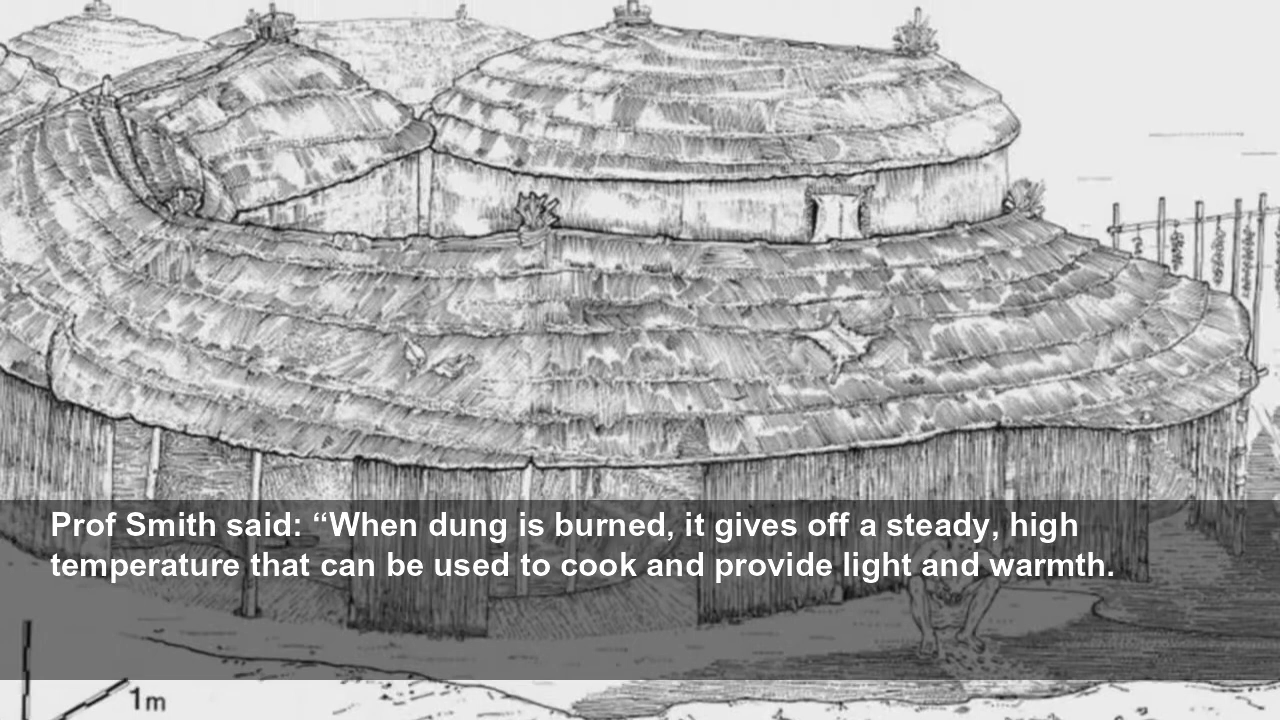 Prof Smith said: “When dung is burned, it gives off a steady, high
temperature that can be used to cook and provide light and warmth.
1m